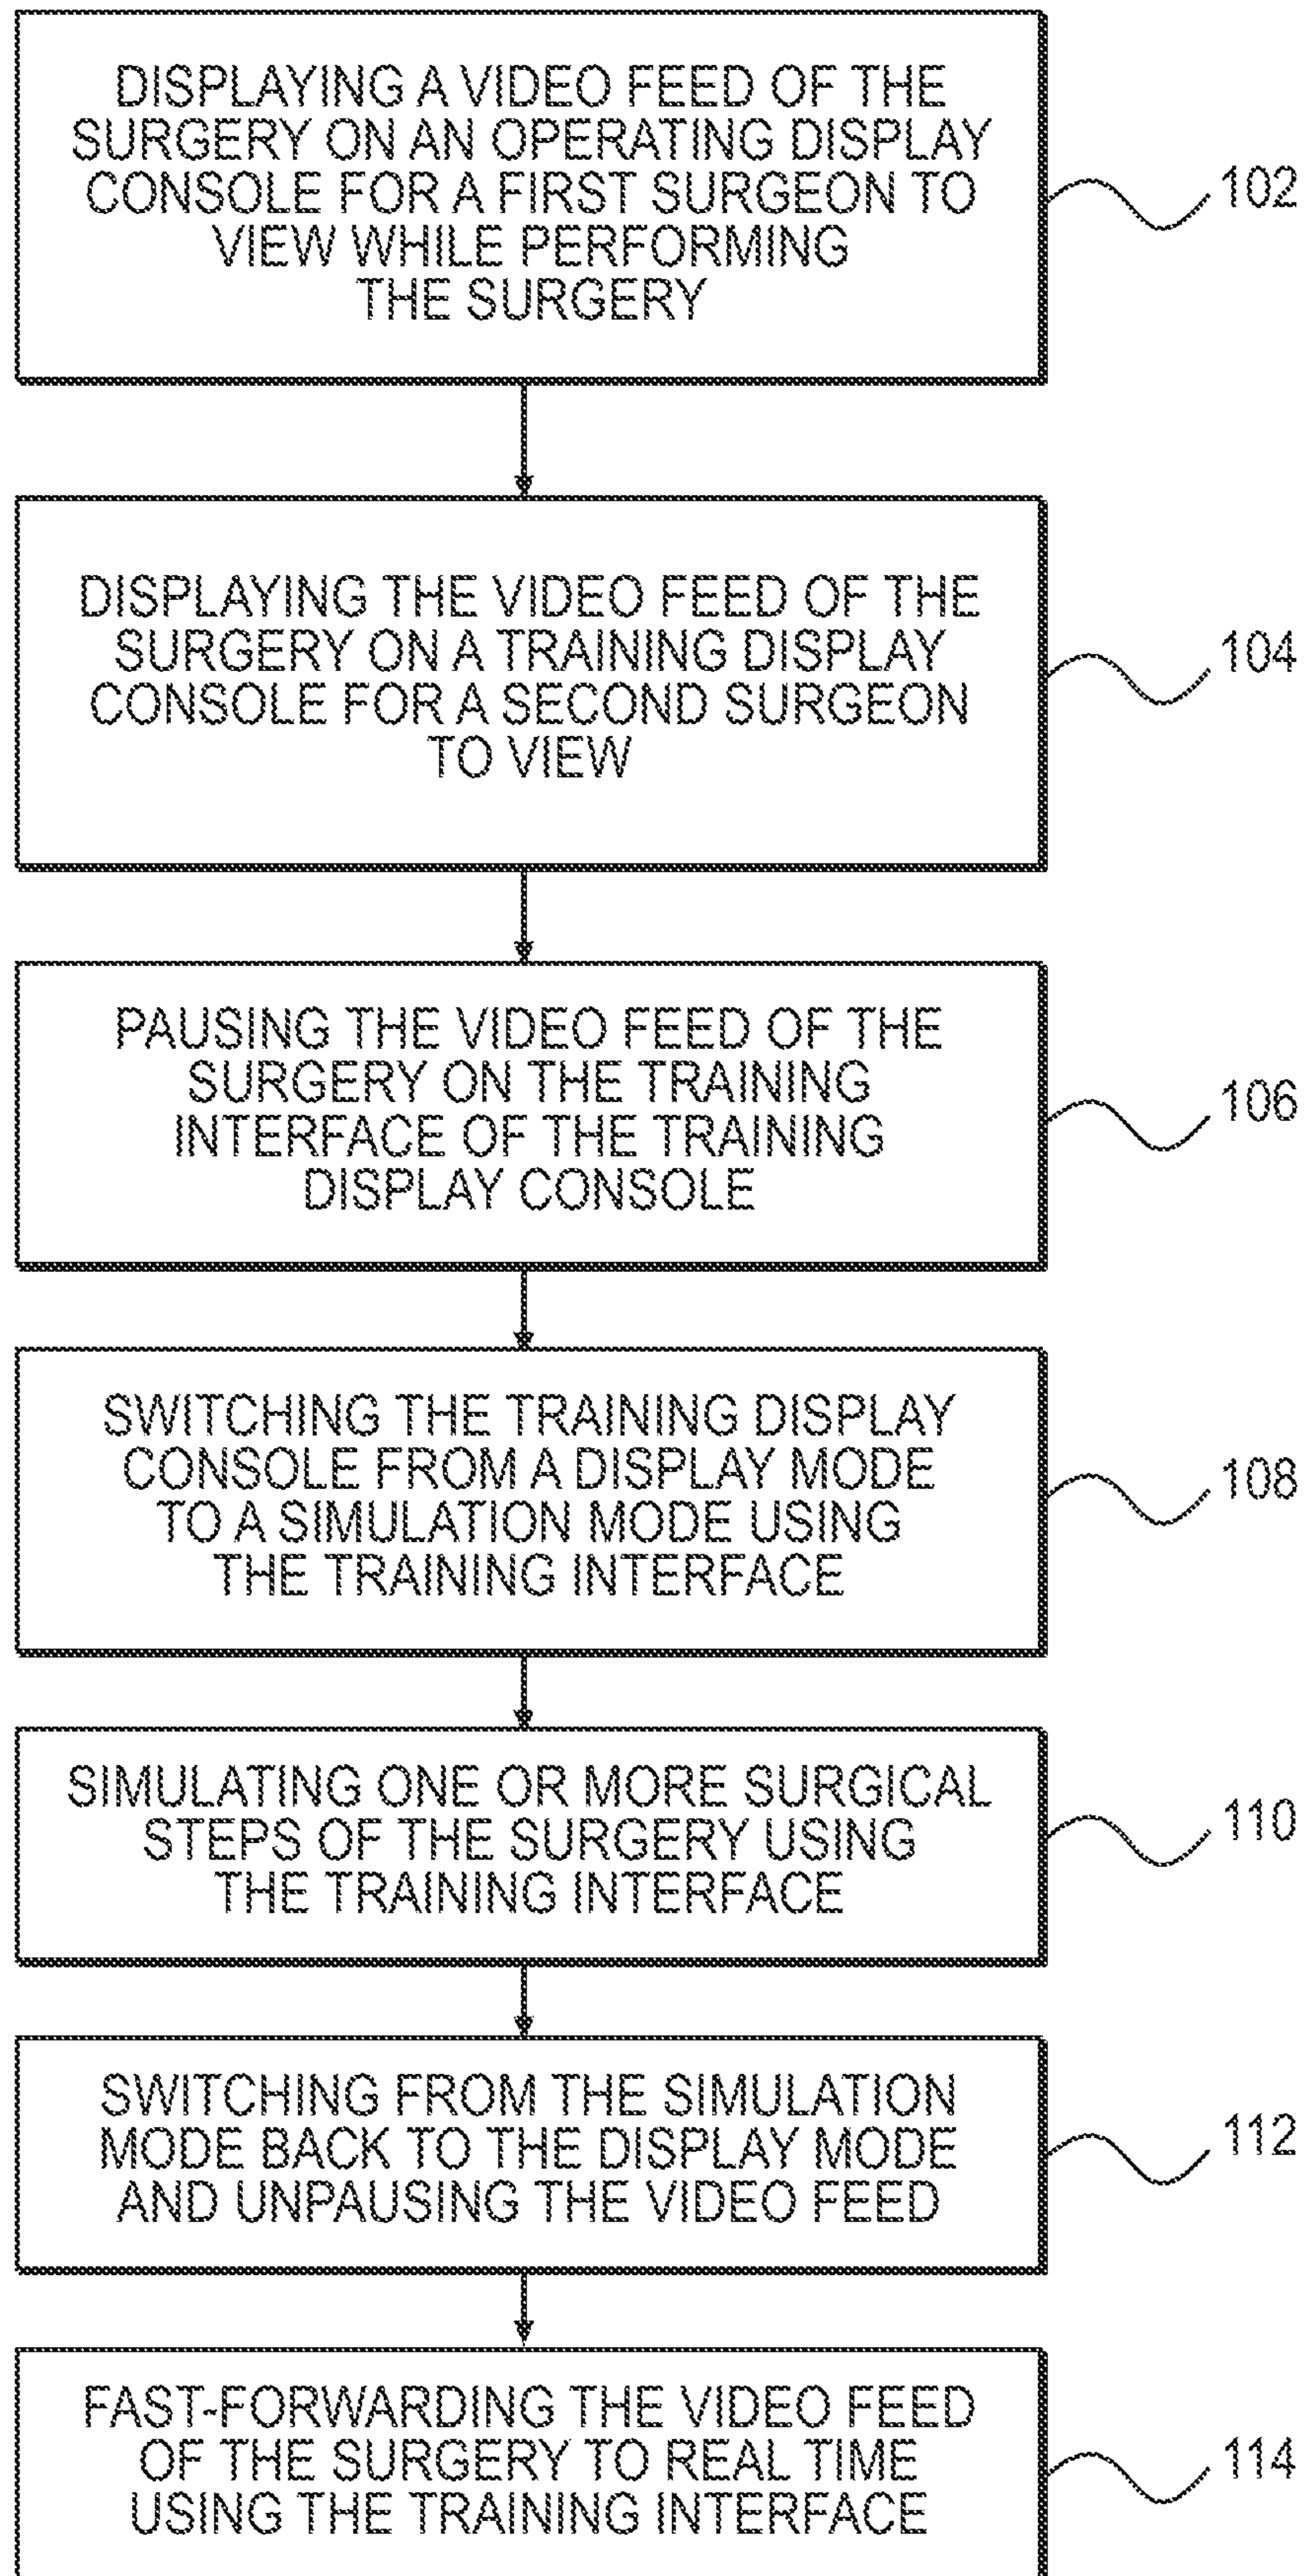 DISPLAYING A VIDEO FEED OF THE
SURGERY ON AN OPERATING DISPLAY
CONSOLE FOR A FIRST SURGEON TO
VIEW WHILE PERFORMING
THE SURGERY
102
DISPLAYING THE VIDEO FEED OF THE
SURGERY ON A TRAINING DISPLAY
CONSOLE FOR A SECOND SURGEON
TO VIEW
104
PAUSING THE VIDEO FEED OF THE
SURGERY ON THE TRAINING
INTERFACE OF THE TRAINING
DISPLAY CONSOLE
106
SWITCHING THE TRAINING DISPLAY
CONSOLE FROM A DISPLAY MODE
TO A SIMULATION MODE USING
THE TRAINING INTERFACE
108
SIMULATING ONE OR MORE SURGICAL
STEPS OF THE SURGERY USING
THE TRAINING INTERFACE
110
SWITCHING FROM THE SIMULATION
MODE BACK TO THE DISPLAY MODE
AND UNPAUSING THE VIDEO FEED
112
FAST-FORWARDING THE VIDEO FEED
OF THE SURGERY TO REAL TIME
USING THE TRAINING INTERFACE
114